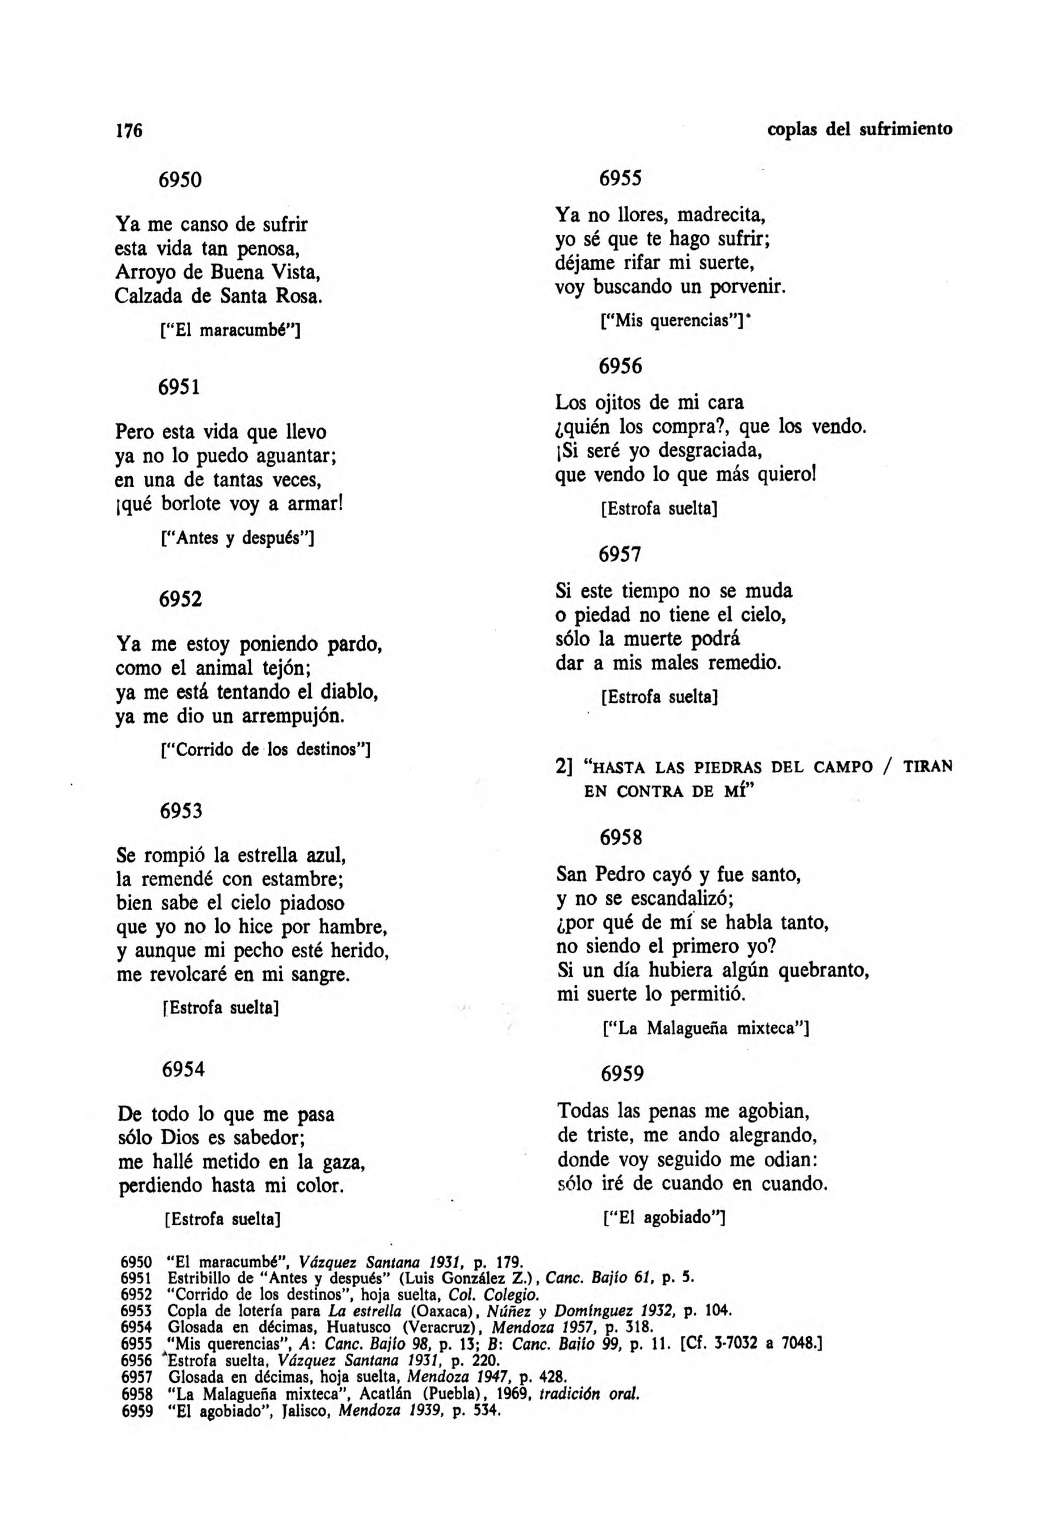 176
coplas del sufrimiento
6950
Ya me canso de sufrir
esta vida tan penosa,
Arroyo de Buena Vista,
Calzada de Santa Rosa.
["El maracumbé"]
6951
Pero esta vida que llevo
ya no lo puedo aguantar;
en una de tantas veces,
¡qué borlote voy a armar!
["Antes y después"]
6952
Ya me estoy poniendo pardo,
como el animal tejón;
ya me está tentando el diablo,
ya me dio un arrempujón.
["Corrido de los destinos"]
6953
Se rompió la estrella azul,
la remendé con estambre;
bien sabe el cielo piadoso
que yo no lo hice por hambre,
y aunque mi pecho esté herido,
me revolcaré en mi sangre.
[Estrofa suelta]
6954
De todo lo que me pasa
sólo Dios es sabedor;
me hallé metido en la gaza,
perdiendo hasta mi color.
[Estrofa suelta]
6955
Ya no llores, madrecita,
yo sé que te hago sufrir;
déjame rifar mi suerte,
voy buscando un porvenir.
["Mis querencias"]*
6956
Los ojitos de mi cara
¿quién los compra?, que los vendo.
¡Si seré yo desgraciada,
que vendo lo que más quiero!
[Estrofa suelta]
6957
Si este tiempo no se muda
o piedad no tiene el cielo,
sólo la muerte podrá
dar a mis males remedio.
[Estrofa suelta]
2] "HASTA LAS PIEDRAS DEL CAMPO / TIRAN
EN CONTRA DE MÍ"
6958
San Pedro cayó y fue santo,
y no se escandalizó;
¿por qué de mí se habla tanto,
no siendo el primero yo?
Si un día hubiera algún quebranto,
mi suerte lo permitió.
["La Malagueña mixteca"]
6959
Todas las penas me agobian,
de triste, me ando alegrando,
donde voy seguido me odian:
sólo iré de cuando en cuando.
["El agobiado"]
6950 "El maracumbé", Vázquez Santana 1931, p. 179.
6951 Estribillo de "Antes y después" (Luis González Z.), Canc. Bajío 61, p. 5.
6952 "Corrido de los destinos", hoja suelta, Col. Colegio.
6953 Copla de lotería para La estrella (Oaxaca), Núñez y Domínguez 1932, p. 104.
6954 Glosada en décimas, Huatusco (Veracruz), Mendoza 1957, p. 318.
6955 "Mis querencias", A: Canc. Bajío 98, p. 13; B: Canc. Bajío 99, p. 11. [Cf. 3-7032 a 7048.]
6956 Estrofa suelta, Vázquez Santana 1931, p. 220.
6957 Glosada en décimas, hoja suelta, Mendoza 1947, p. 428.
6958 "La Malagueña mixteca", Acatlán (Puebla), 1969, tradición oral.
6959 "El agobiado", Jalisco, Mendoza 1939, p. 534.